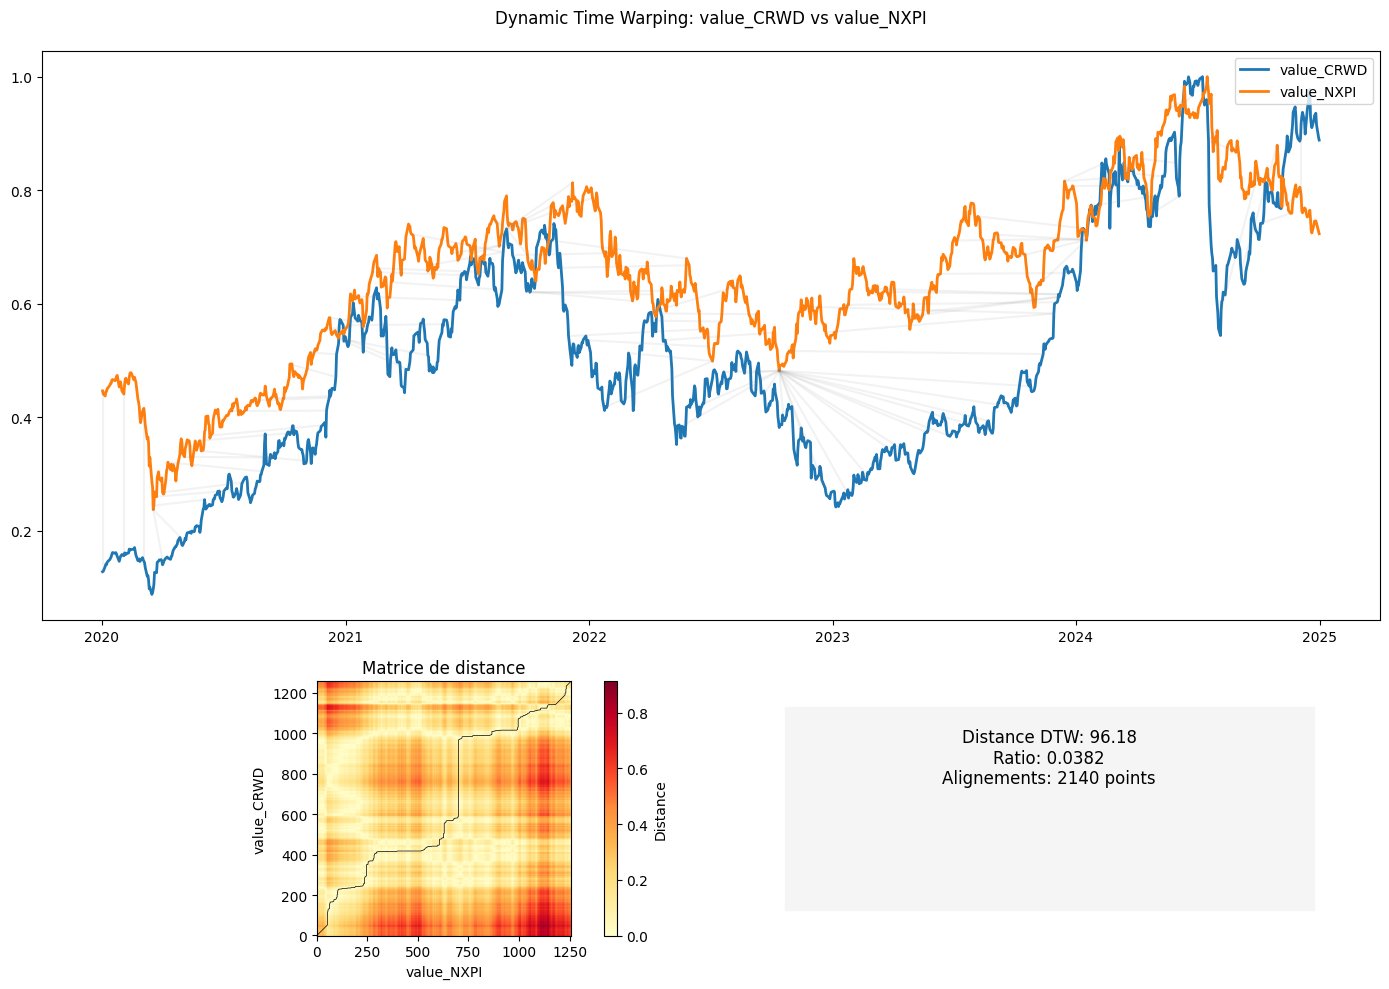 Dynamic Time Warping: value_CRWD vs value_NXPI
value_CRWD
value_NXPI
1.0
0.8
0.6
0.4
0.2
2020 2021 2022 2023 2024 2025
Matrice de distance
value_CRWD
1200
1000
800
600
400
200
0
0 250 500 750 1000 1250
value_NXPI
0.8
0.6
0.4
0.2
0.0
Distance
Distance DTW: 96.18
Ratio: 0.0382
Alignements: 2140 points